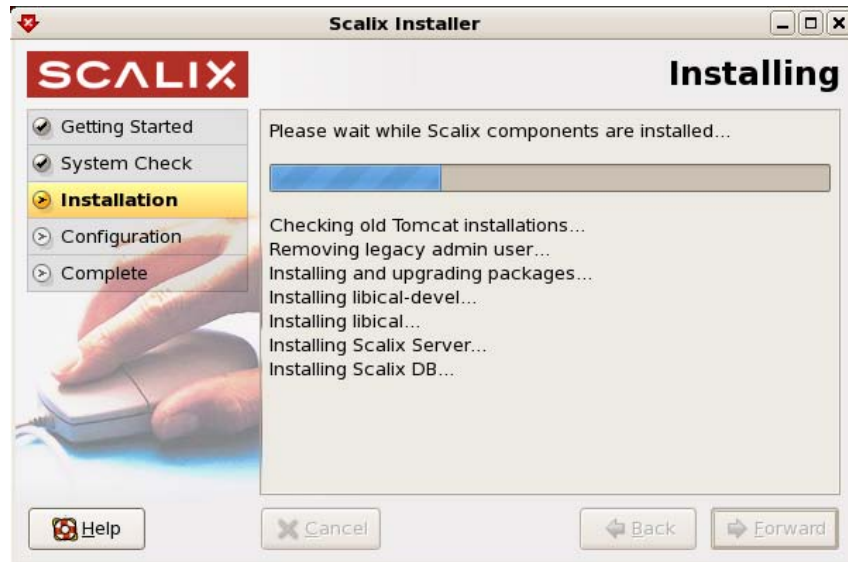 Scalix Installer
SCALIX
Installing
Getting Started
System Check
Installation
Configuration
Complete
Please wait while Scalix components are installed...
Checking old Tomcat installations...
Removing legacy admin user...
Installing and upgrading packages...
Installing libical-devel...
Installing libical...
Installing Scalix Server...
Installing Scalix DB...
Help
Cancel
Back
Forward